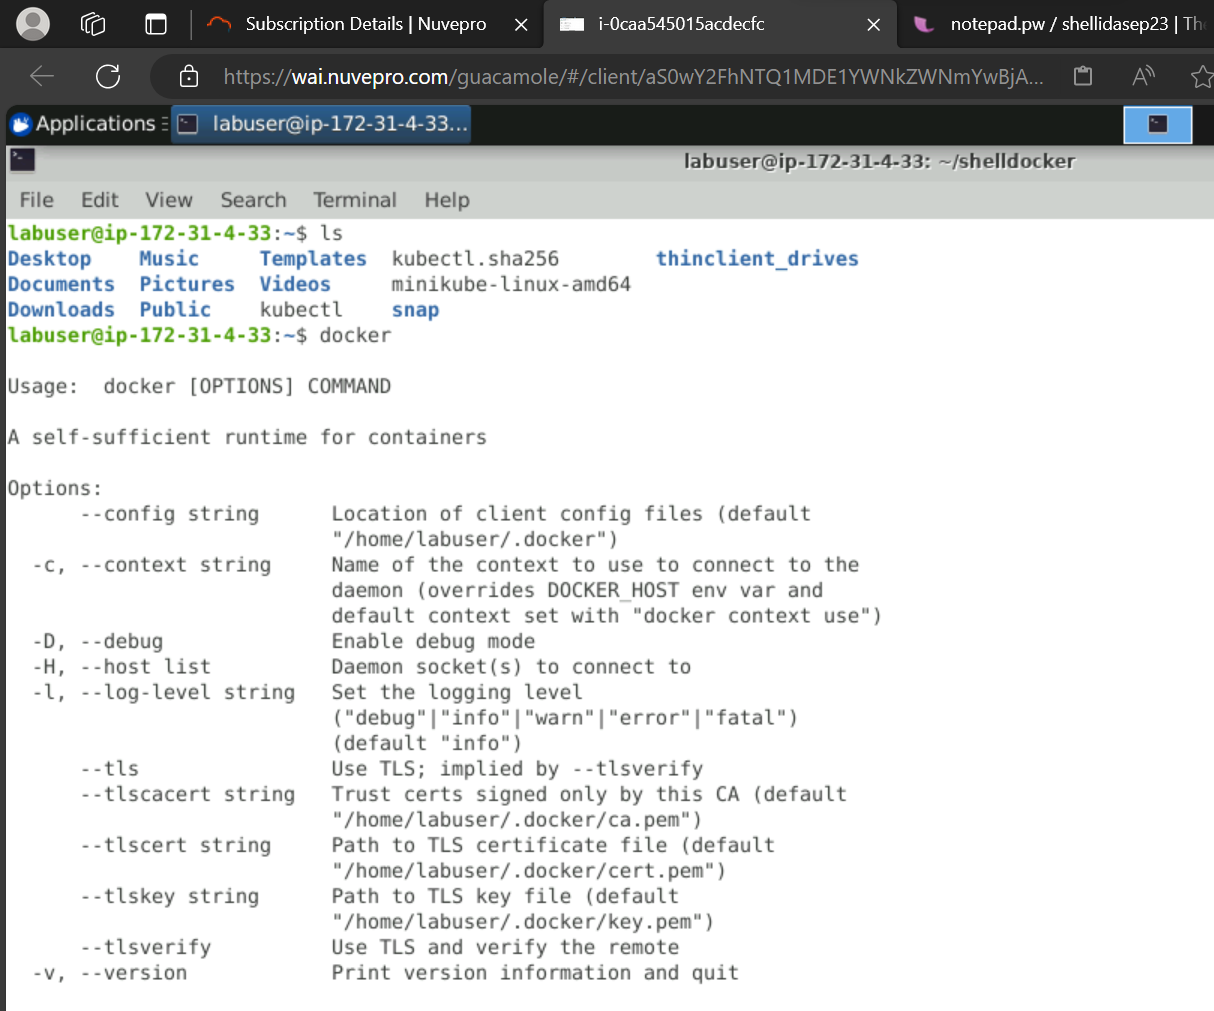 Subscription Details | Nuvepro
i-0caa545015acdecfc
notepad.pw / shellidasep23 | The
https://wai.nuvepro.com/guacamole/#/client/aS0wY2FhNTQ1MDE1YWNkZWNmYwBjA...
Applications
labuser@ip-172-31-4-33...
labuser@ip-172-31-4-33: ~/shelldocker
File Edit View Search Terminal Help
labuser@ip-172-31-4-33:~$ ls
Desktop Music Templates kubectl.sha256 thinclient_drives
Documents Pictures Videos minikube-linux-amd64
Downloads Public kubectl snap
labuser@ip-172-31-4-33:~$ docker
Usage:  docker [OPTIONS] COMMAND
A self-sufficient runtime for containers
Options:
--config string Location of client config files (default
"/home/labuser/.docker")
-c, --context string Name of the context to use to connect to the
daemon (overrides DOCKER_HOST env var and
default context set with "docker context use")
-D, --debug Enable debug mode
-H, --host list Daemon socket(s) to connect to
-l, --log-level string Set the logging level
("debug"|"info"|"warn"|"error"|"fatal")
(default "info")
--tls Use TLS; implied by --tlsverify
--tlscacert string Trust certs signed only by this CA (default
"/home/labuser/.docker/ca.pem")
--tlscert string Path to TLS certificate file (default
"/home/labuser/.docker/cert.pem")
--tlskey string Path to TLS key file (default
"/home/labuser/.docker/key.pem")
--tlsverify Use TLS and verify the remote
-v, --version Print version information and quit